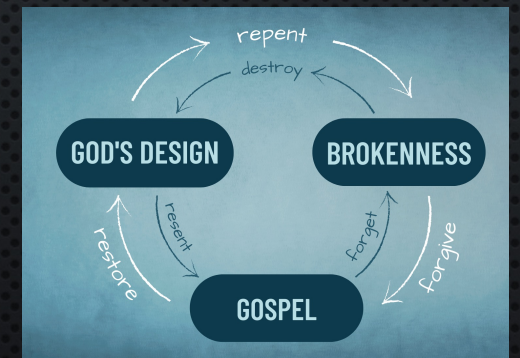 repent
destroy
GOD'S DESIGN
BROKENNESS
resent
forget
restore
forgive
GOSPEL